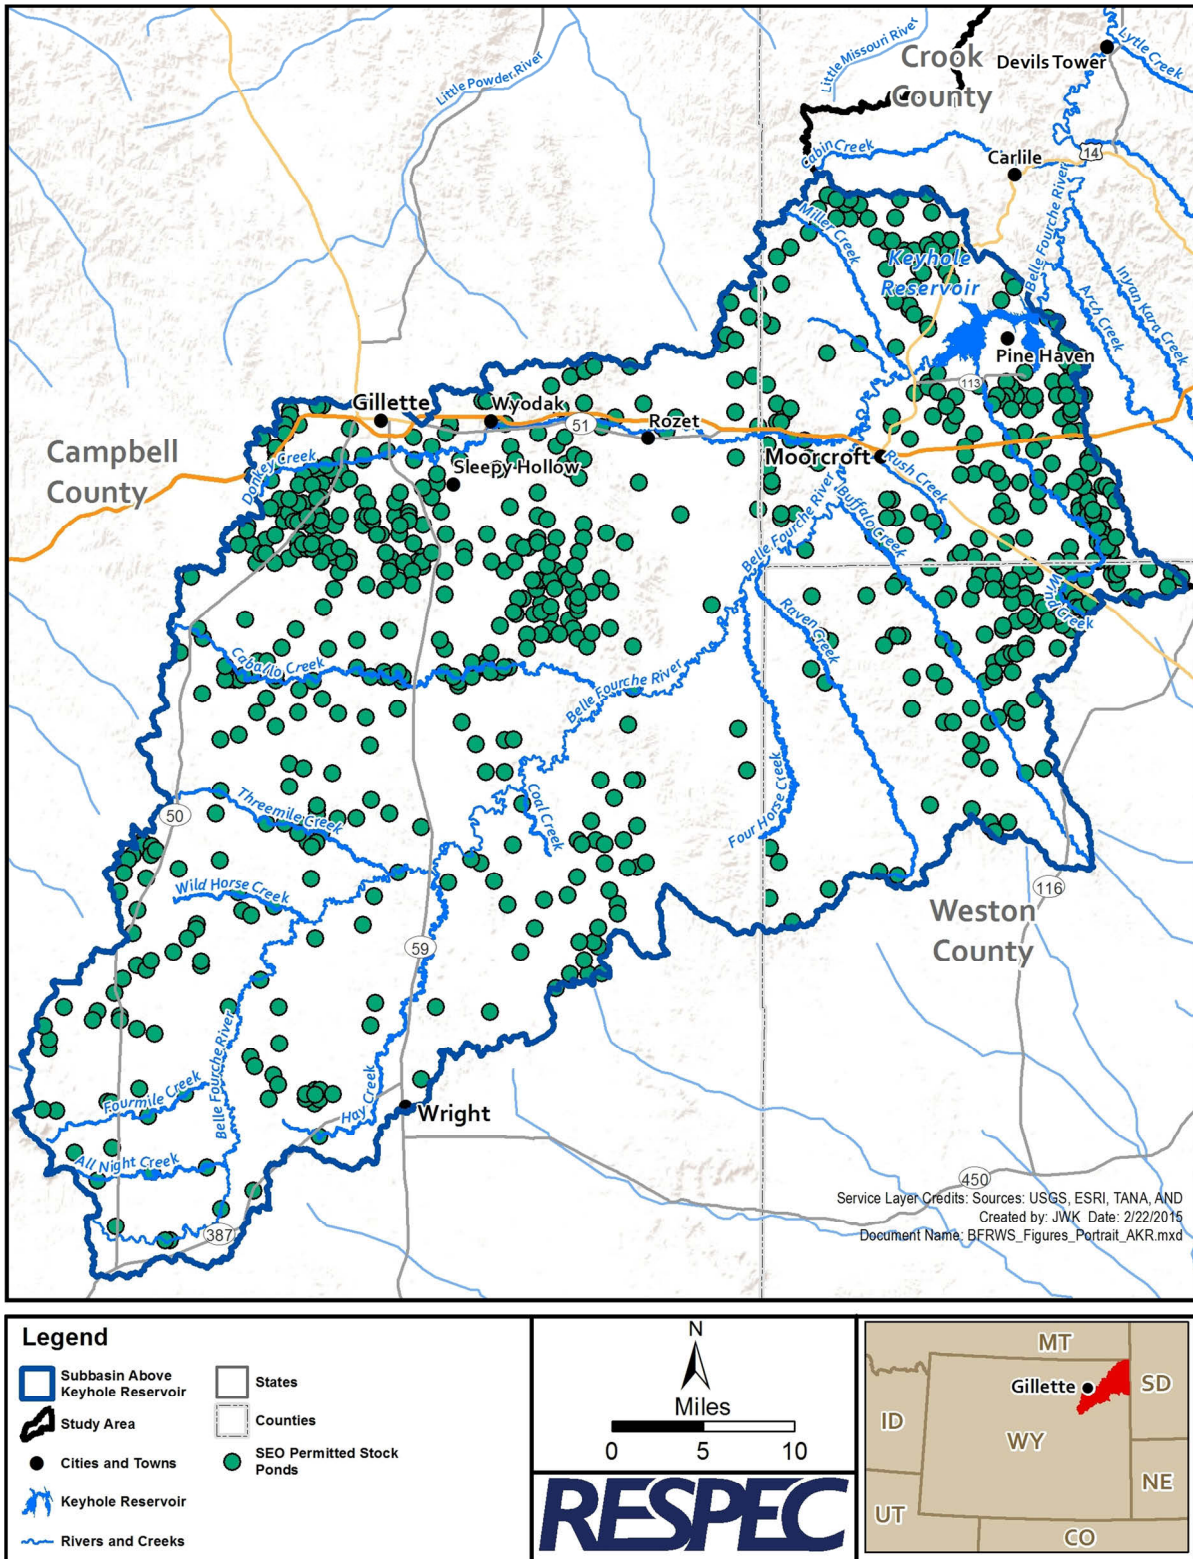 Little Missouri River
Crook
County
Lytle Creek
Devils Tower
Little Powder River
Cabin Creek
Carlile
14
Belle Fourche River
Miller Creek
Keyhole
Reservoir
Inyan Kara Creek
Arch Creek
Pine Haven
113
Gillette
Wyodak
51
Rozet
Campbell
County
Donkey Creek
Sleepy Hollow
Moorcroft
Rush Creek
Buffalo Creek
Belle Fourche River
Wind Creek
Raven Creek
Caballo Creek
Belle Fourche River
50
Threemile Creek
Coal Creek
Four Horse Creek
Wild Horse Creek
116
Weston
County
59
Belle Fourche River
Fourmile Creek
Hay Creek
Wright
All Night Creek
450
387
Service Layer Credits: Sources: USGS, ESRI, TANA, AND
Created by: JWK Date: 2/22/2015
Document Name: BFRWS_Figures_Portrait_AKR.mxd
Legend
Subbasin Above
Keyhole Reservoir
Study Area
Cities and Towns
Keyhole Reservoir
Rivers and Creeks
States
Counties
SEO Permitted Stock
Ponds
N
Miles
0 5 10
RESPEC
MT
Gillette
SD
ID
WY
NE
UT
CO